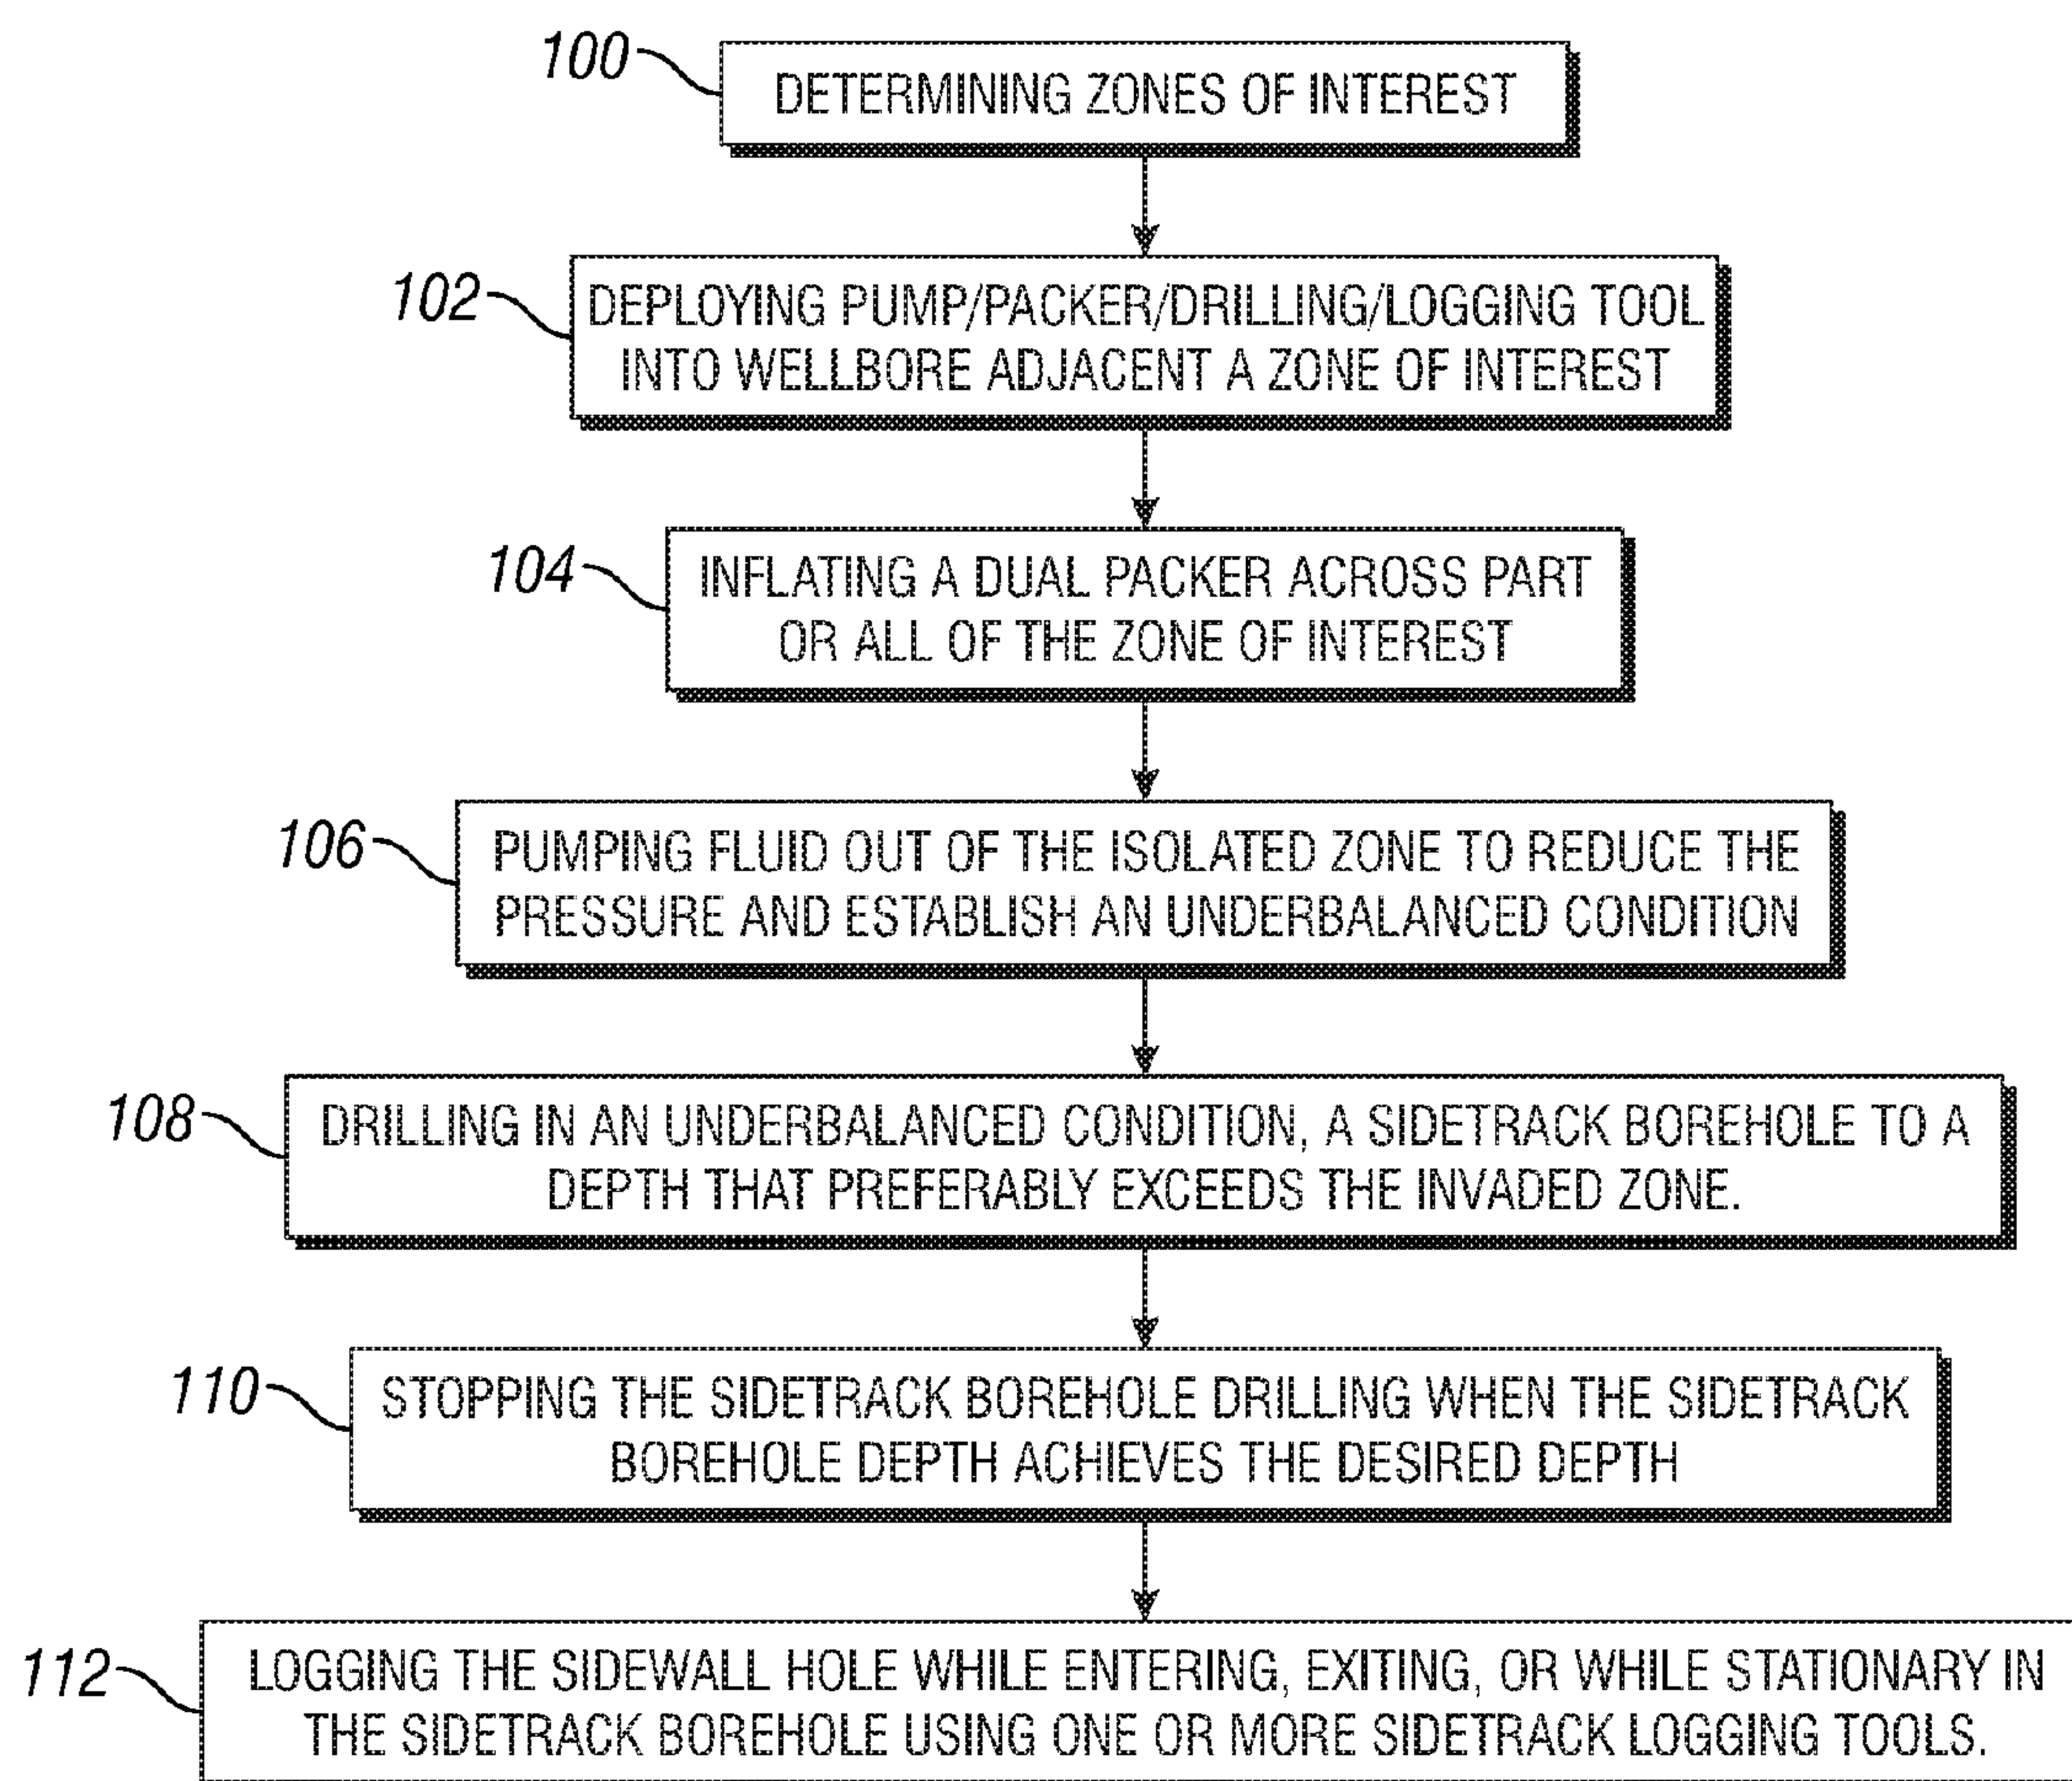 100
DETERMINING ZONES OF INTEREST
102
DEPLOYING PUMP/PACKER/DRILLING/LOGGING TOOL
INTO WELLBORE ADJACENT A ZONE OF INTEREST
104
INFLATING A DUAL PACKER ACROSS PART
OR ALL OF THE ZONE OF INTEREST
106
PUMPING FLUID OUT OF THE ISOLATED ZONE TO REDUCE THE
PRESSURE AND ESTABLISH AN UNDERBALANCED CONDITION
108
DRILLING IN AN UNDERBALANCED CONDITION, A SIDETRACK BOREHOLE TO A
DEPTH THAT PREFERABLY EXCEEDS THE INVADED ZONE.
110
STOPPING THE SIDETRACK BOREHOLE DRILLING WHEN THE SIDETRACK
BOREHOLE DEPTH ACHIEVES THE DESIRED DEPTH
112
LOGGING THE SIDEWALL HOLE WHILE ENTERING, EXITING, OR WHILE STATIONARY IN
THE SIDETRACK BOREHOLE USING ONE OR MORE SIDETRACK LOGGING TOOLS.